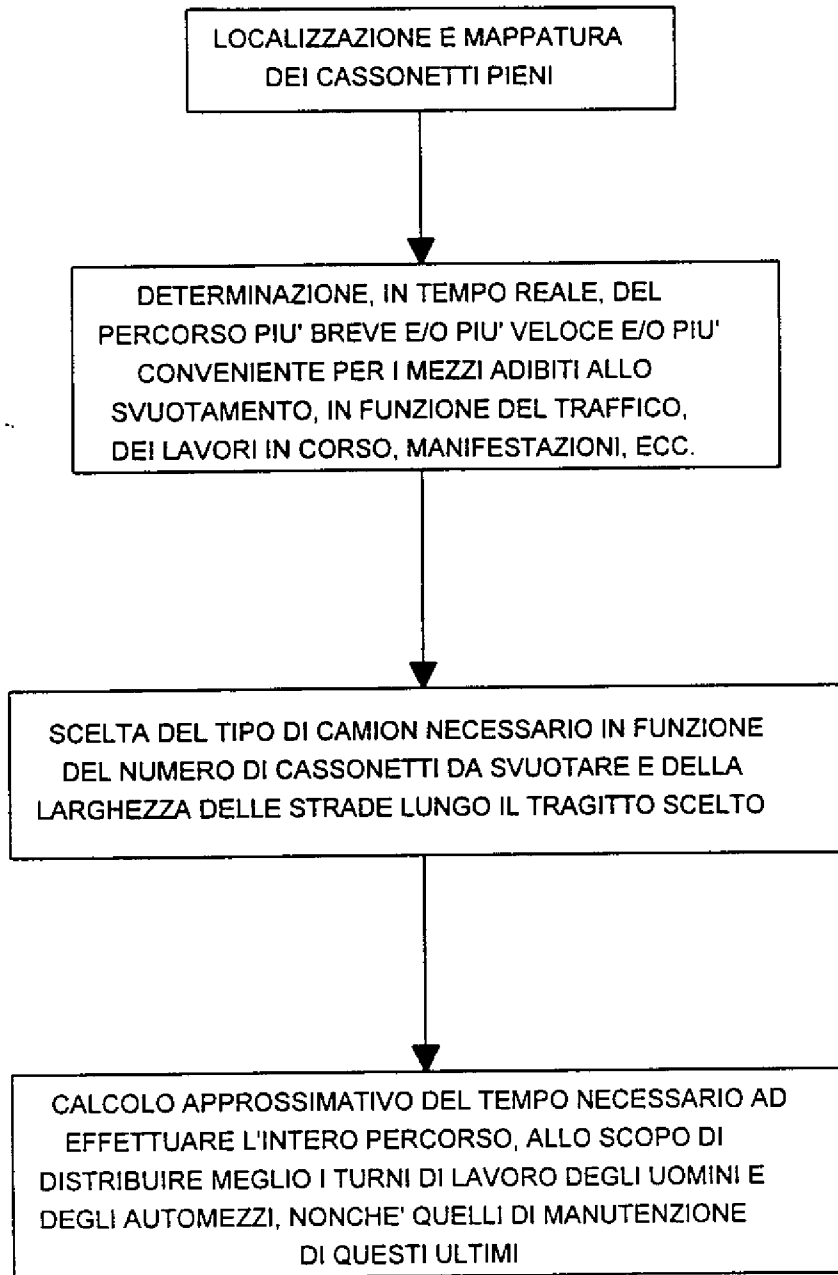 LOCALIZZAZIONE E MAPPATURA
DEI CASSONETTI PIENI
DETERMINAZIONE, IN TEMPO REALE, DEL
PERCORSO PIU' BREVE E/O PIU' VELOCE E/O PIU'
CONVENIENTE PER I MEZZI ADIBITI ALLO
SVUOTAMENTO, IN FUNZIONE DEL TRAFFICO,
DEI LAVORI IN CORSO, MANIFESTAZIONI, ECC.
SCELTA DEL TIPO DI CAMION NECESSARIO IN FUNZIONE
DEL NUMERO DI CASSONETTI DA SVUOTARE E DELLA
LARGHEZZA DELLE STRADE LUNGO IL TRAGITTO SCELTO
CALCOLO APPROSSIMATIVO DEL TEMPO NECESSARIO AD
EFFETTUARE L'INTERO PERCORSO, ALLO SCOPO DI
DISTRIBUIRE MEGLIO I TURNI DI LAVORO DEGLI UOMINI E
DEGLI AUTOMEZZI, NONCHE' QUELLI DI MANUTENZIONE
DI QUESTI ULTIMI